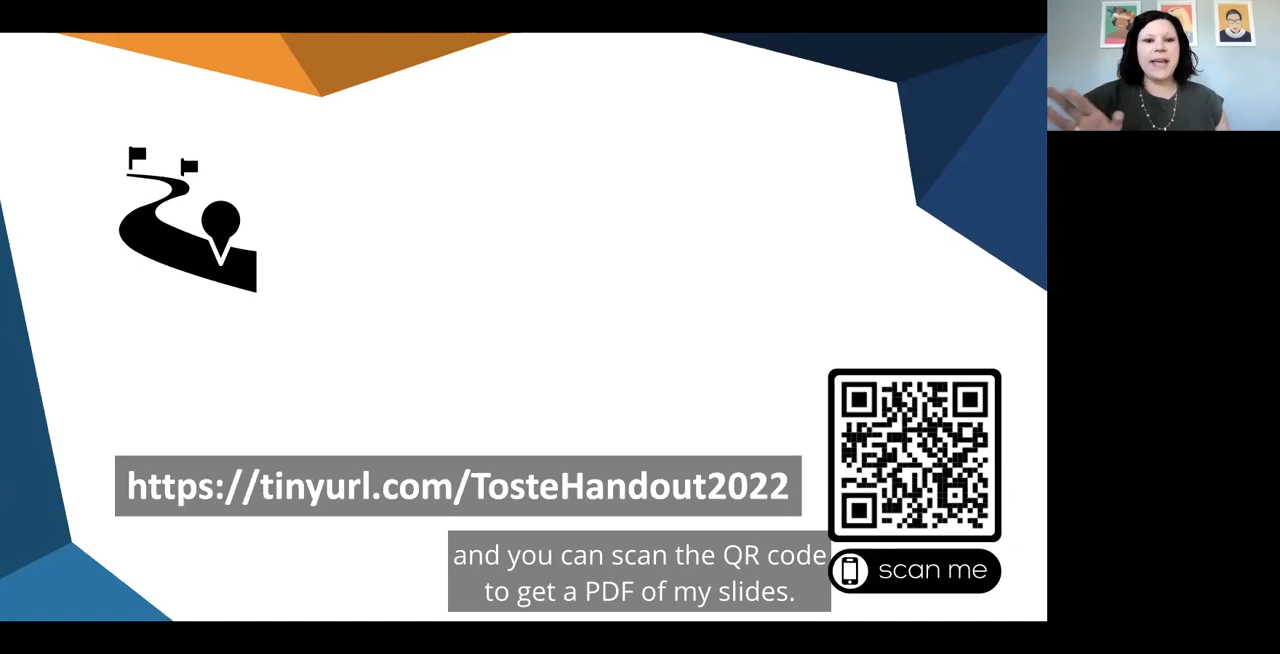 https://tinyurl.com/TosteHandout2022
and you can scan the QR code
to get a PDF of my slides.
scan me